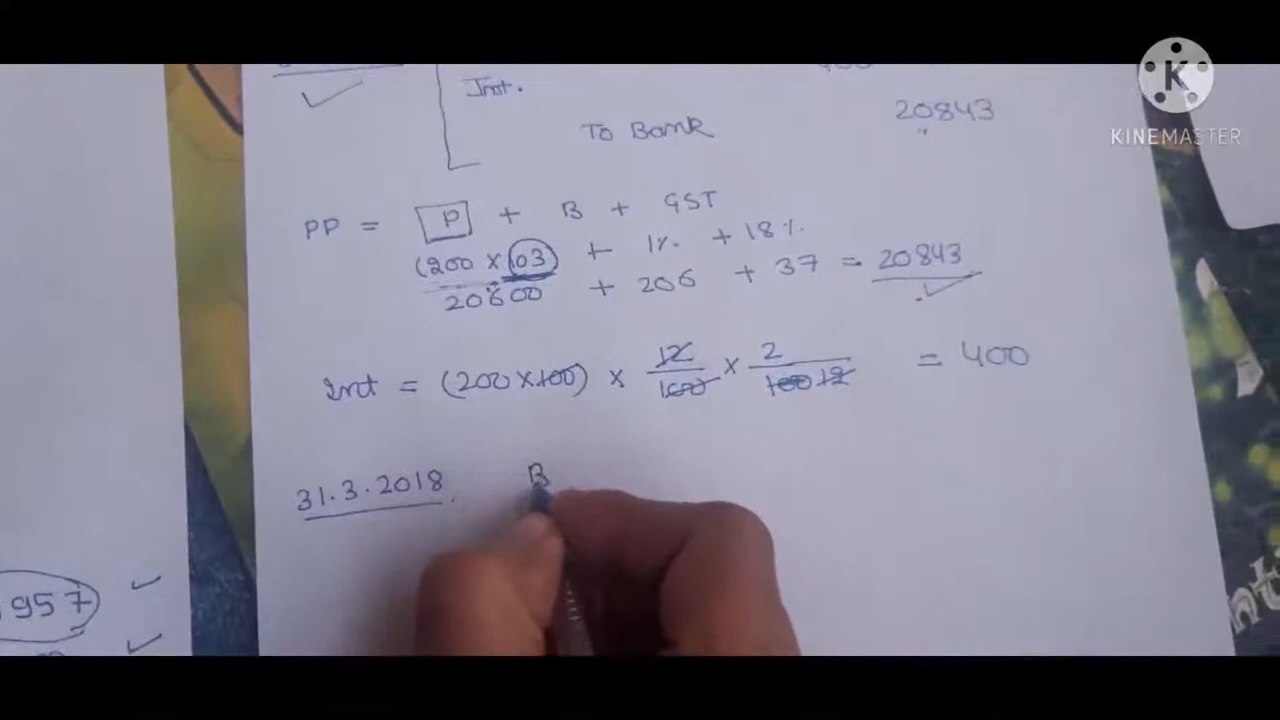 Int.
20843
To Bank
KINEMASTER
PP = P + B + GST
(200 × 103 + 1% + 18%
20600 + 206 + 37 = 20843
Int = (200 × 100) × 12/100 × 2/12 = 400
31.3.2018 B
957